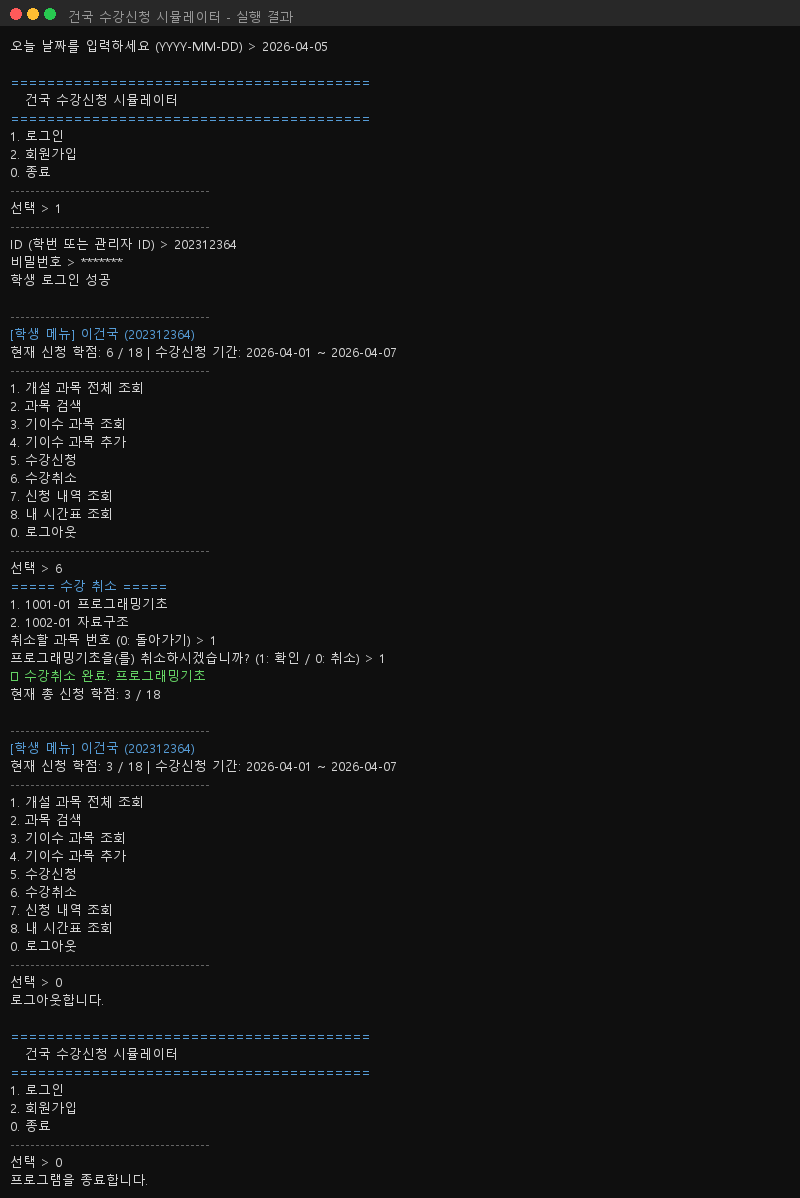 건국 수강신청 시뮬레이터 - 실행 결과
오늘 날짜를 입력하세요 (YYYY-MM-DD) > 2026-04-05
========================================
건국 수강신청 시뮬레이터
========================================
1. 로그인
2. 회원가입
0. 종료
----------------------------------------
선택 > 1
----------------------------------------
ID (학번 또는 관리자 ID) > 202312364
비밀번호 > *******
학생 로그인 성공
----------------------------------------
[학생 메뉴] 이건국 (202312364)
현재 신청 학점: 6 / 18 | 수강신청 기간: 2026-04-01 ~ 2026-04-07
----------------------------------------
1. 개설 과목 전체 조회
2. 과목 검색
3. 기이수 과목 조회
4. 기이수 과목 추가
5. 수강신청
6. 수강취소
7. 신청 내역 조회
8. 내 시간표 조회
0. 로그아웃
----------------------------------------
선택 > 6
===== 수강 취소 =====
1. 1001-01 프로그래밍기초
2. 1002-01 자료구조
취소할 과목 번호 (0: 돌아가기) > 1
프로그래밍기초을(를) 취소하시겠습니까? (1: 확인 / 0: 취소) > 1
▯ 수강취소 완료: 프로그래밍기초
현재 총 신청 학점: 3 / 18
----------------------------------------
[학생 메뉴] 이건국 (202312364)
현재 신청 학점: 3 / 18 | 수강신청 기간: 2026-04-01 ~ 2026-04-07
----------------------------------------
1. 개설 과목 전체 조회
2. 과목 검색
3. 기이수 과목 조회
4. 기이수 과목 추가
5. 수강신청
6. 수강취소
7. 신청 내역 조회
8. 내 시간표 조회
0. 로그아웃
----------------------------------------
선택 > 0
로그아웃합니다.
========================================
건국 수강신청 시뮬레이터
========================================
1. 로그인
2. 회원가입
0. 종료
----------------------------------------
선택 > 0
프로그램을 종료합니다.